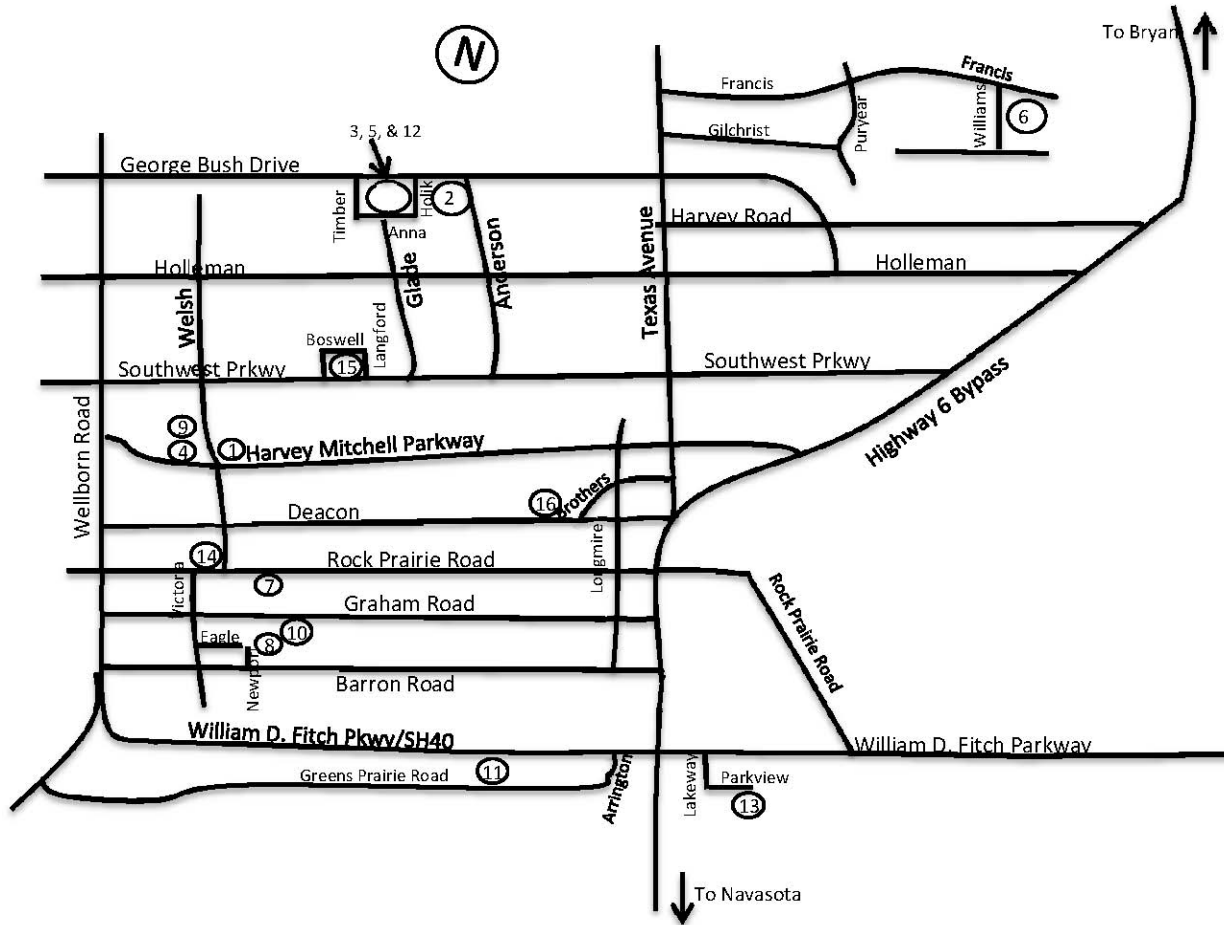 To Bryan
N
Francis
Francis
Puryear
Williams
6
Gilchrist
3, 5, & 12
George Bush Drive
Timber
Holik
2
Anna
Harvey Road
Holleman
Holleman
Welsh
Glade
Anderson
Texas Avenue
Boswell
Langford
15
Southwest Prkwy
Southwest Prkwy
Highway 6 Bypass
Wellborn Road
9
4
1
Harvey Mitchell Parkway
Brothers
16
Deacon
Longmire
14
Rock Prairie Road
Victoria
7
Rock Prairie Road
Graham Road
10
Eagle
8
Newport
Barron Road
William D. Fitch Pkwy/SH40
William D. Fitch Parkway
11
Greens Prairie Road
Arrington
Lakeway
Parkview
13
To Navasota